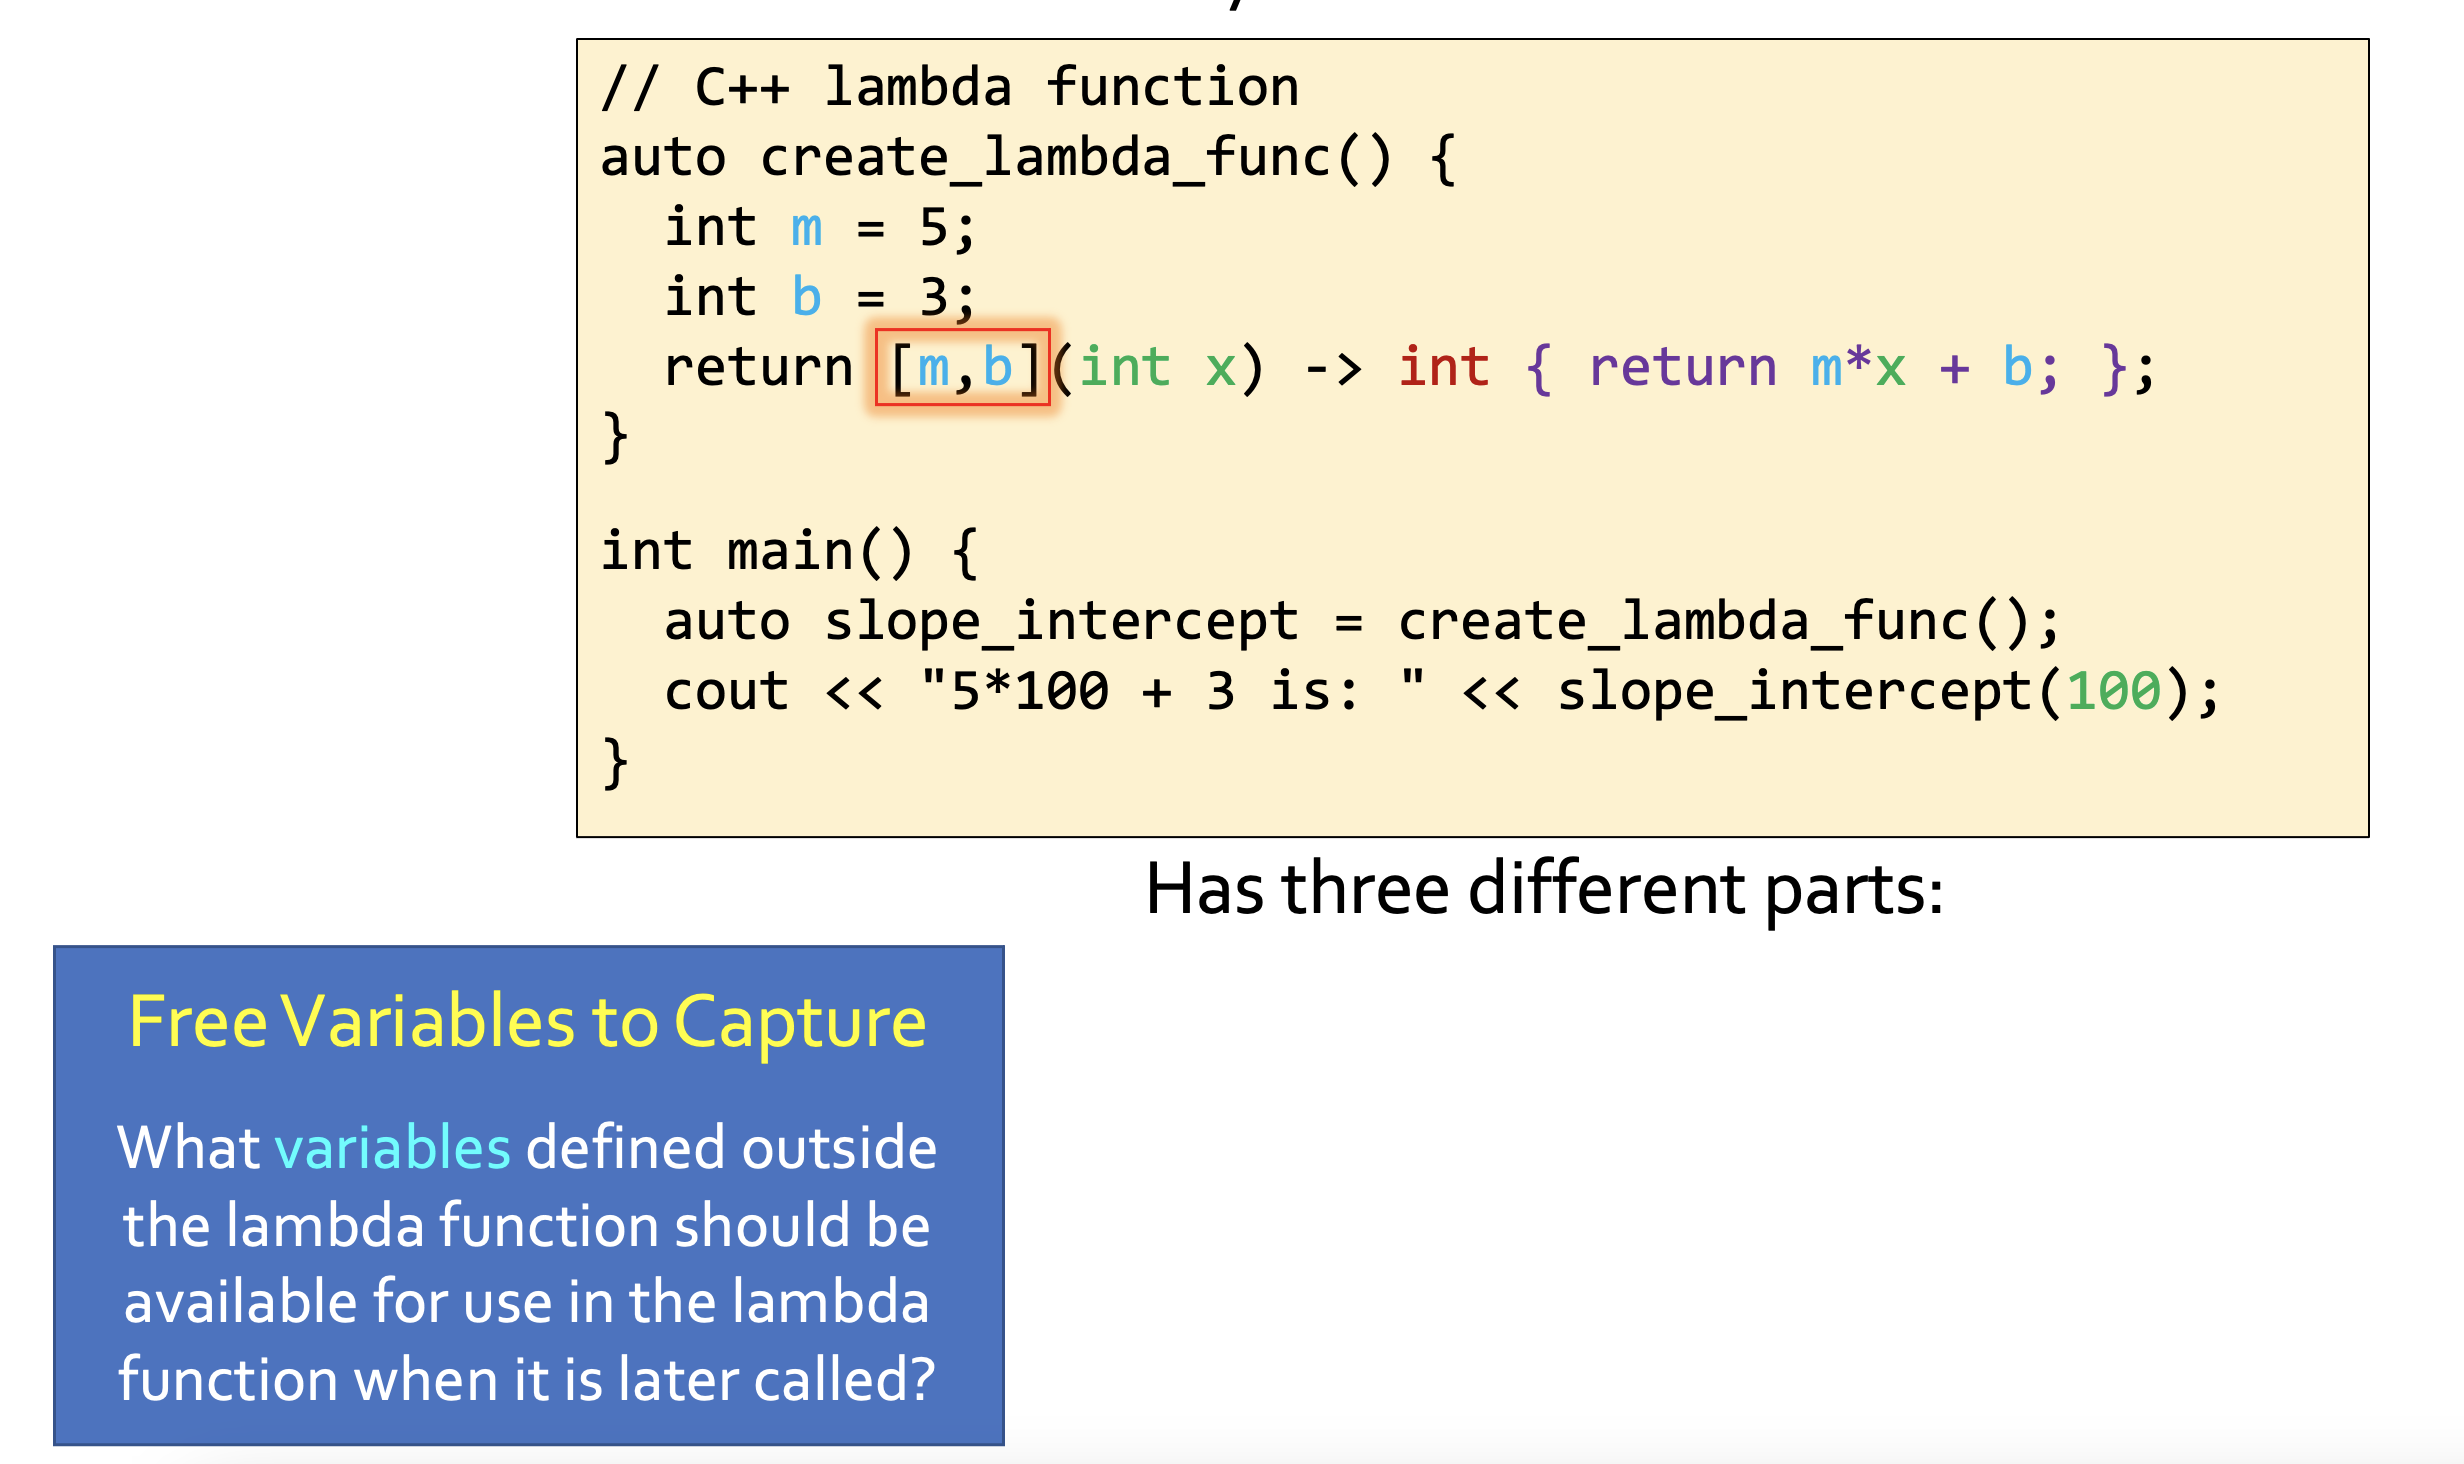 // C++ lambda function
auto create_lambda_func() {
  int m = 5;
  int b = 3;
  return [m,b](int x) -> int { return m*x + b; };
}
int main() {
  auto slope_intercept = create_lambda_func();
  cout << "5*100 + 3 is: " << slope_intercept(100);
}
Has three different parts:
Free Variables to Capture
What variables defined outside
the lambda function should be
available for use in the lambda
function when it is later called?